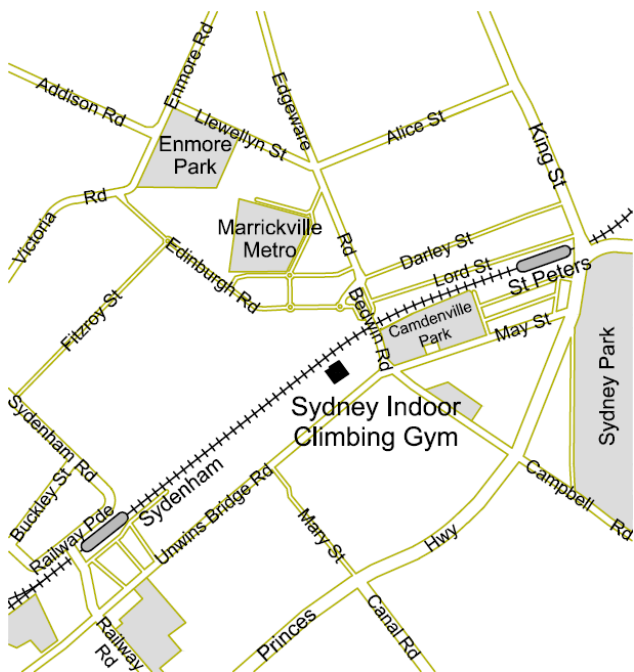 Enmore Rd
Addison Rd
Edgeware
Llewellyn St
Alice St
Enmore
Park
King St
Victoria
Rd
Marrickville
Metro
Rd
Darley St
Edinburgh Rd
Lord St
St Peters
Bedwin Rd
Camdenville
Park
May St
Fitzroy St
Sydney Park
Sydney Indoor
Climbing Gym
Sydenham Rd
Sydenham
Buckley St
Unwins Bridge Rd
Campbell
Rd
Railway Pde
Mary St
Hwy
Princes
Canal Rd
Railway
Rd